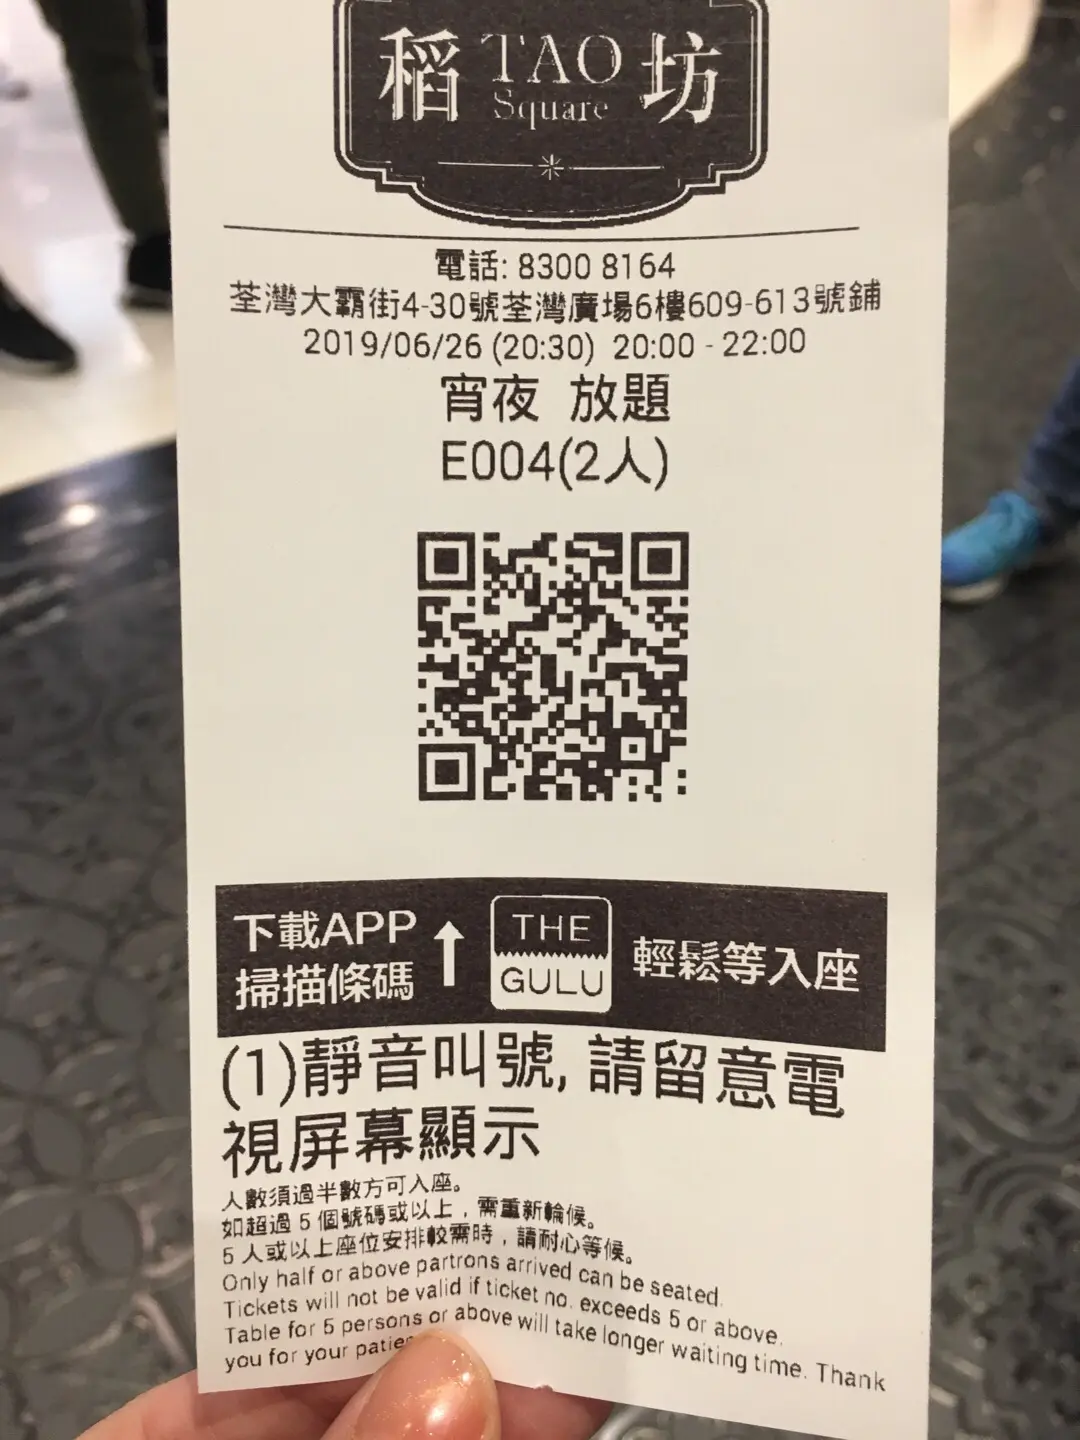 稻 TAO 坊
Square
電話: 8300 8164
荃灣大霸街4-30號荃灣廣場6樓609-613號鋪
2019/06/26 (20:30) 20:00 - 22:00
宵夜 放題
E004(2人)
下載APP
掃描條碼
THE
GULU
輕鬆等入座
(1)靜音叫號, 請留意電
視屏幕顯示
人數須過半數方可入座。
如超過 5 個號碼或以上，需重新輪候。
5 人或以上座位安排較需時，請耐心等候。
Only half or above partrons arrived can be seated.
Tickets will not be valid if ticket no. exceeds 5 or above.
Table for 5 persons or above will take longer waiting time. Thank
you for your